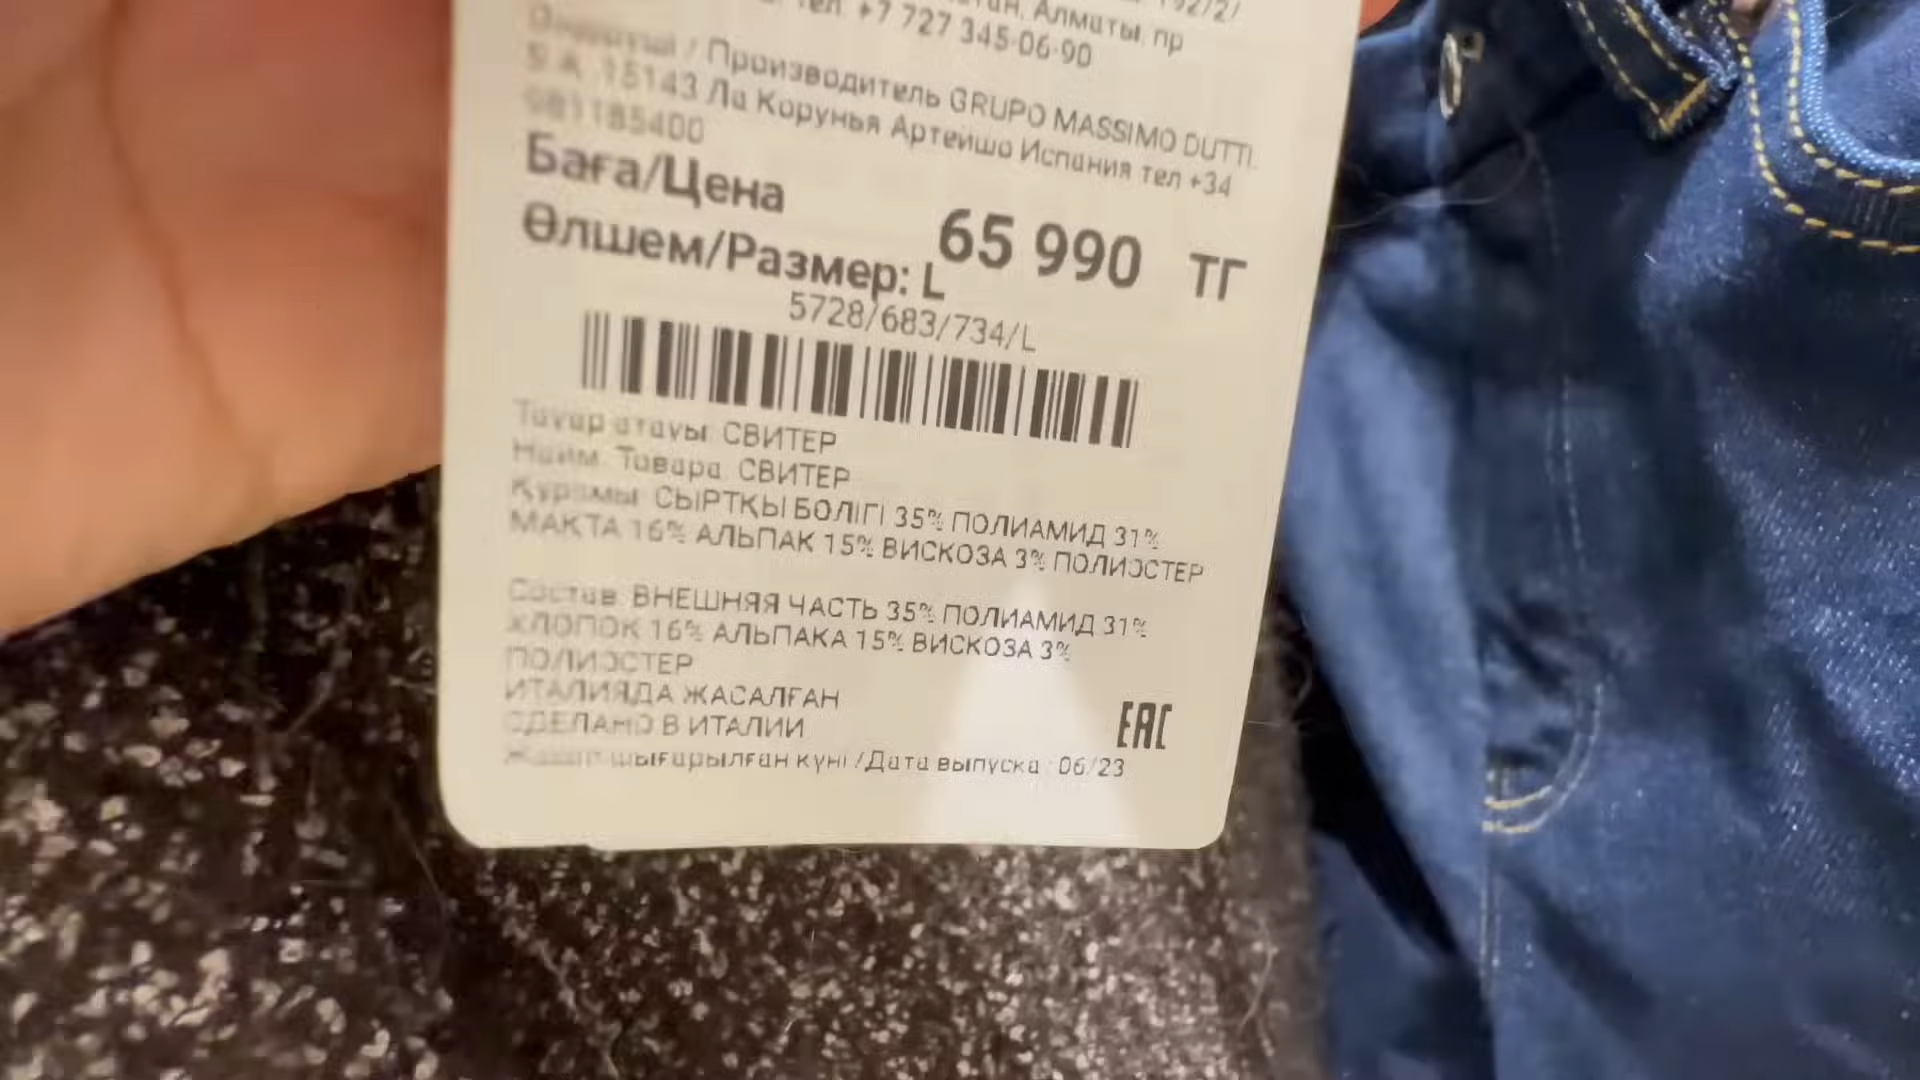 Алматы, пр
тел. +7 727 345-06-90
Өндіруші / Производитель GRUPO MASSIMO DUTTI.
S.A. 15143 Ла Корунья Артейшо Испания тел +34
981185400
Баға/Цена
65 990 ТГ
Өлшем/Размер: L
5728/683/734/L
Тауар атауы: СВИТЕР
Наим. Товара: СВИТЕР
Құрамы: СЫРТҚЫ БӨЛІГІ 35% ПОЛИАМИД 31%
МАҚТА 16% АЛЬПАК 15% ВИСКОЗА 3% ПОЛИЭСТЕР
Состав: ВНЕШНЯЯ ЧАСТЬ 35% ПОЛИАМИД 31%
ХЛОПОК 16% АЛЬПАКА 15% ВИСКОЗА 3%
ПОЛИЭСТЕР
ИТАЛИЯДА ЖАСАЛҒАН
СДЕЛАНО В ИТАЛИИ
EAC
шығарылған күні /Дата выпуска : 06/23